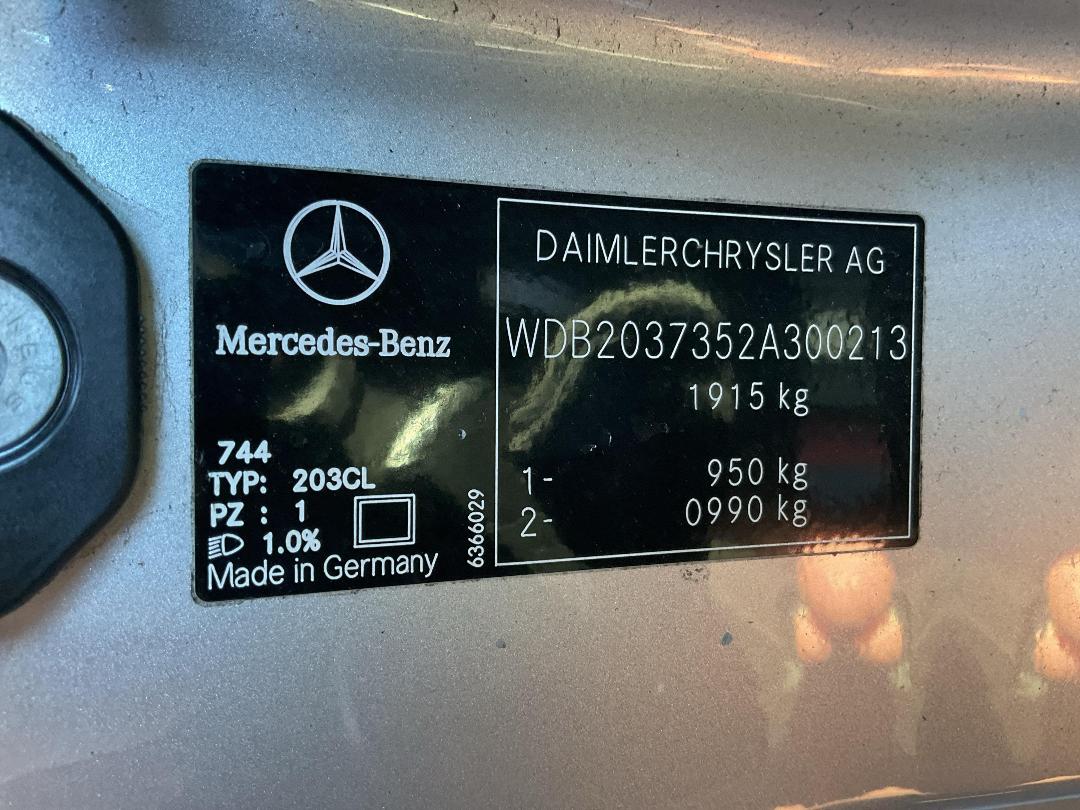 Mercedes-Benz
744
TYP: 203CL
PZ : 1
1.0%
Made in Germany
6366029
DAIMLERCHRYSLER AG
WDB2037352A300213
1915 kg
1- 950 kg
2- 0990 kg